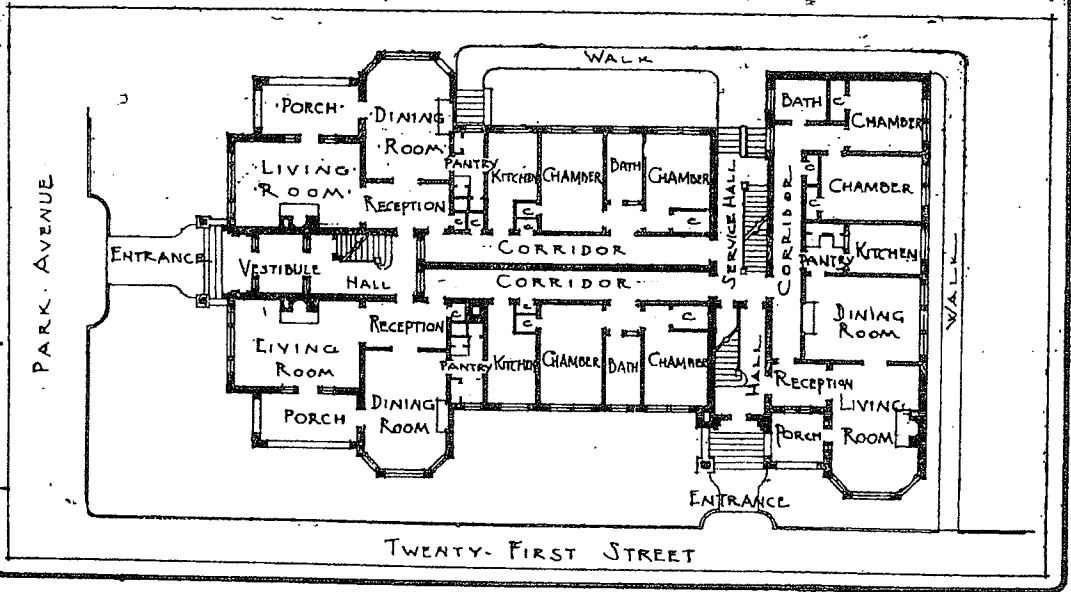 WALK
PORCH
DINING
ROOM
BATH
C
CHAMBER
LIVING
ROOM
PANTRY
KITCHEN
CHAMBER
BATH
CHAMBER
C
C
CHAMBER
C
RECEPTION
C
C
C
C
SERVICE HALL
CORRIDOR
PANTRY
KITCHEN
PARK AVENUE
ENTRANCE
VESTIBULE
HALL
CORRIDOR
CORRIDOR
WALK
LIVING
ROOM
RECEPTION
C
PANTRY
C
C
KITCHEN
CHAMBER
BATH
C
CHAMBER
HALL
DINING
ROOM
PORCH
DINING
ROOM
RECEPTION
LIVING
ROOM
PORCH
ENTRANCE
TWENTY-FIRST STREET